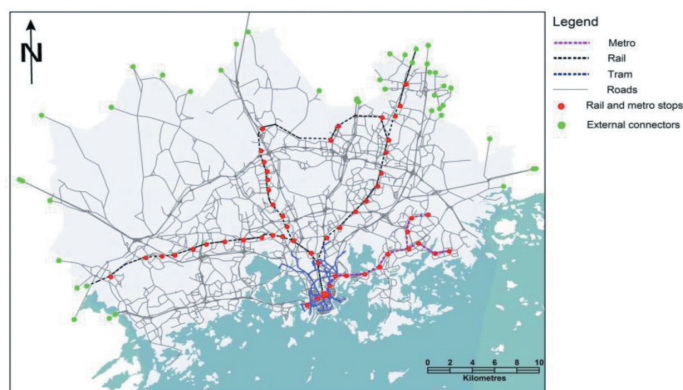 N
Legend
Metro
Rail
Tram
Roads
Rail and metro stops
External connectors
0 2 4 6 8 10
Kilometres